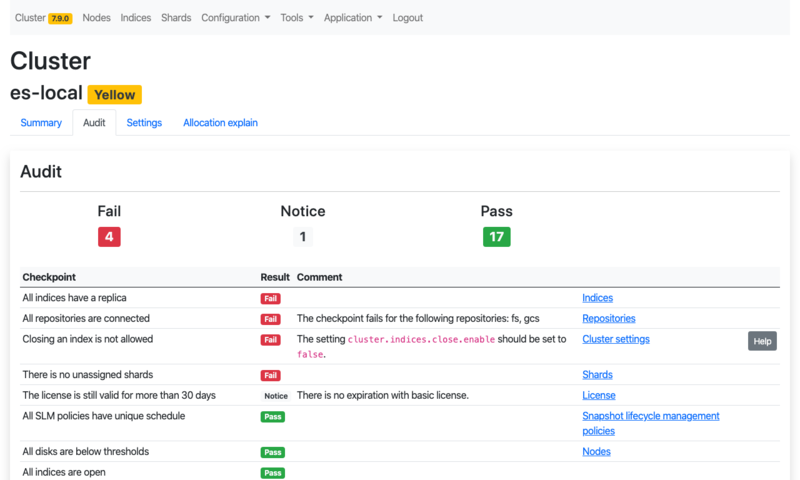 Cluster 7.9.0 Nodes Indices Shards Configuration Tools Application Logout
Cluster
es-local Yellow
Summary Audit Settings Allocation explain
Audit
Fail Notice Pass
4 1 17
Checkpoint Result Comment
All indices have a replica Fail Indices
All repositories are connected Fail The checkpoint fails for the following repositories: fs, gcs Repositories
Closing an index is not allowed Fail The setting cluster.indices.close.enable should be set to Cluster settings Help
false.
There is no unassigned shards Fail Shards
The license is still valid for more than 30 days Notice There is no expiration with basic license. License
All SLM policies have unique schedule Pass Snapshot lifecycle management
policies
All disks are below thresholds Pass Nodes
All indices are open Pass